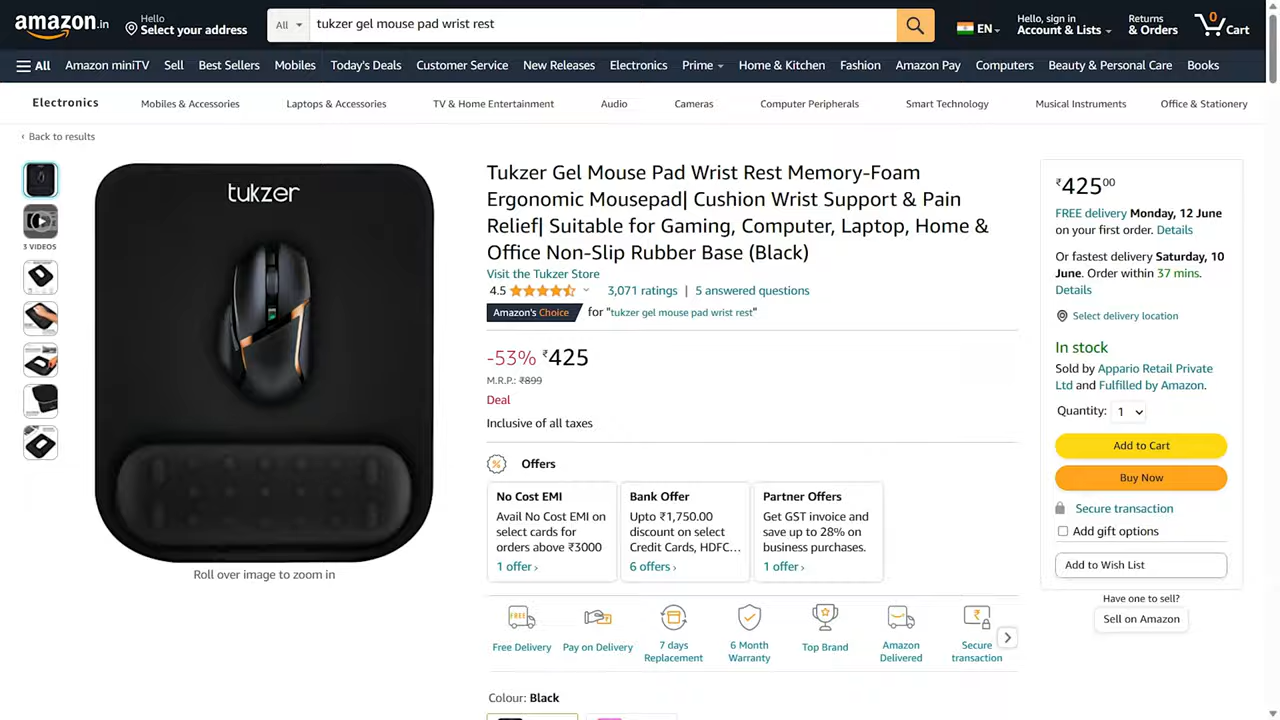 amazon.in
Hello
Select your address
All
tukzer gel mouse pad wrist rest
EN
Hello, sign in
Account & Lists
Returns
& Orders
0
Cart
All
Amazon miniTV
Sell
Best Sellers
Mobiles
Today's Deals
Customer Service
New Releases
Electronics
Prime
Home & Kitchen
Fashion
Amazon Pay
Computers
Beauty & Personal Care
Books
Electronics
Mobiles & Accessories
Laptops & Accessories
TV & Home Entertainment
Audio
Cameras
Computer Peripherals
Smart Technology
Musical Instruments
Office & Stationery
‹ Back to results
3 VIDEOS
tukzer
Roll over image to zoom in
Tukzer Gel Mouse Pad Wrist Rest Memory-Foam
Ergonomic Mousepad| Cushion Wrist Support & Pain
Relief| Suitable for Gaming, Computer, Laptop, Home &
Office Non-Slip Rubber Base (Black)
Visit the Tukzer Store
4.5
3,071 ratings | 5 answered questions
Amazon's Choice for "tukzer gel mouse pad wrist rest"
-53% ₹425
M.R.P.: ₹899
Deal
Inclusive of all taxes
Offers
No Cost EMI
Avail No Cost EMI on
select cards for
orders above ₹3000
1 offer ›
Bank Offer
Upto ₹1,750.00
discount on select
Credit Cards, HDFC…
6 offers ›
Partner Offers
Get GST invoice and
save up to 28% on
business purchases.
1 offer ›
FREE
Free Delivery
Pay on Delivery
7 days
Replacement
6 Month
Warranty
Top Brand
Amazon
Delivered
₹
Secure
transaction
Colour: Black
₹42500
FREE delivery Monday, 12 June
on your first order. Details
Or fastest delivery Saturday, 10
June. Order within 37 mins.
Details
Select delivery location
In stock
Sold by Appario Retail Private
Ltd and Fulfilled by Amazon.
Quantity: 1
Add to Cart
Buy Now
Secure transaction
Add gift options
Add to Wish List
Have one to sell?
Sell on Amazon